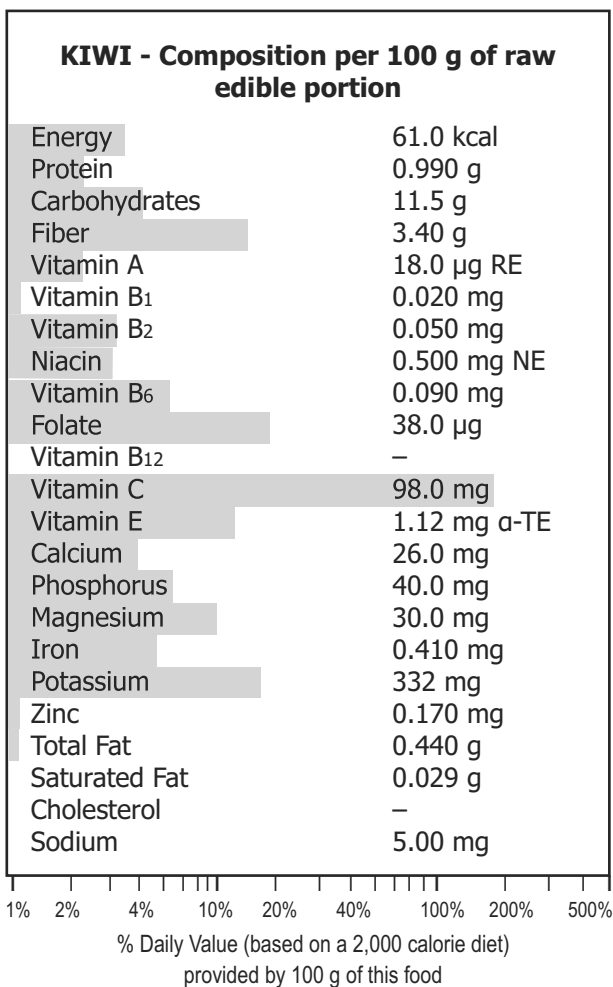 KIWI - Composition per 100 g of raw
edible portion
Energy 61.0 kcal
Protein 0.990 g
Carbohydrates 11.5 g
Fiber 3.40 g
Vitamin A 18.0 µg RE
Vitamin B1 0.020 mg
Vitamin B2 0.050 mg
Niacin 0.500 mg NE
Vitamin B6 0.090 mg
Folate 38.0 µg
Vitamin B12 –
Vitamin C 98.0 mg
Vitamin E 1.12 mg α-TE
Calcium 26.0 mg
Phosphorus 40.0 mg
Magnesium 30.0 mg
Iron 0.410 mg
Potassium 332 mg
Zinc 0.170 mg
Total Fat 0.440 g
Saturated Fat 0.029 g
Cholesterol –
Sodium 5.00 mg
1% 2% 4% 10% 20% 40% 100% 200% 500%
% Daily Value (based on a 2,000 calorie diet)
provided by 100 g of this food